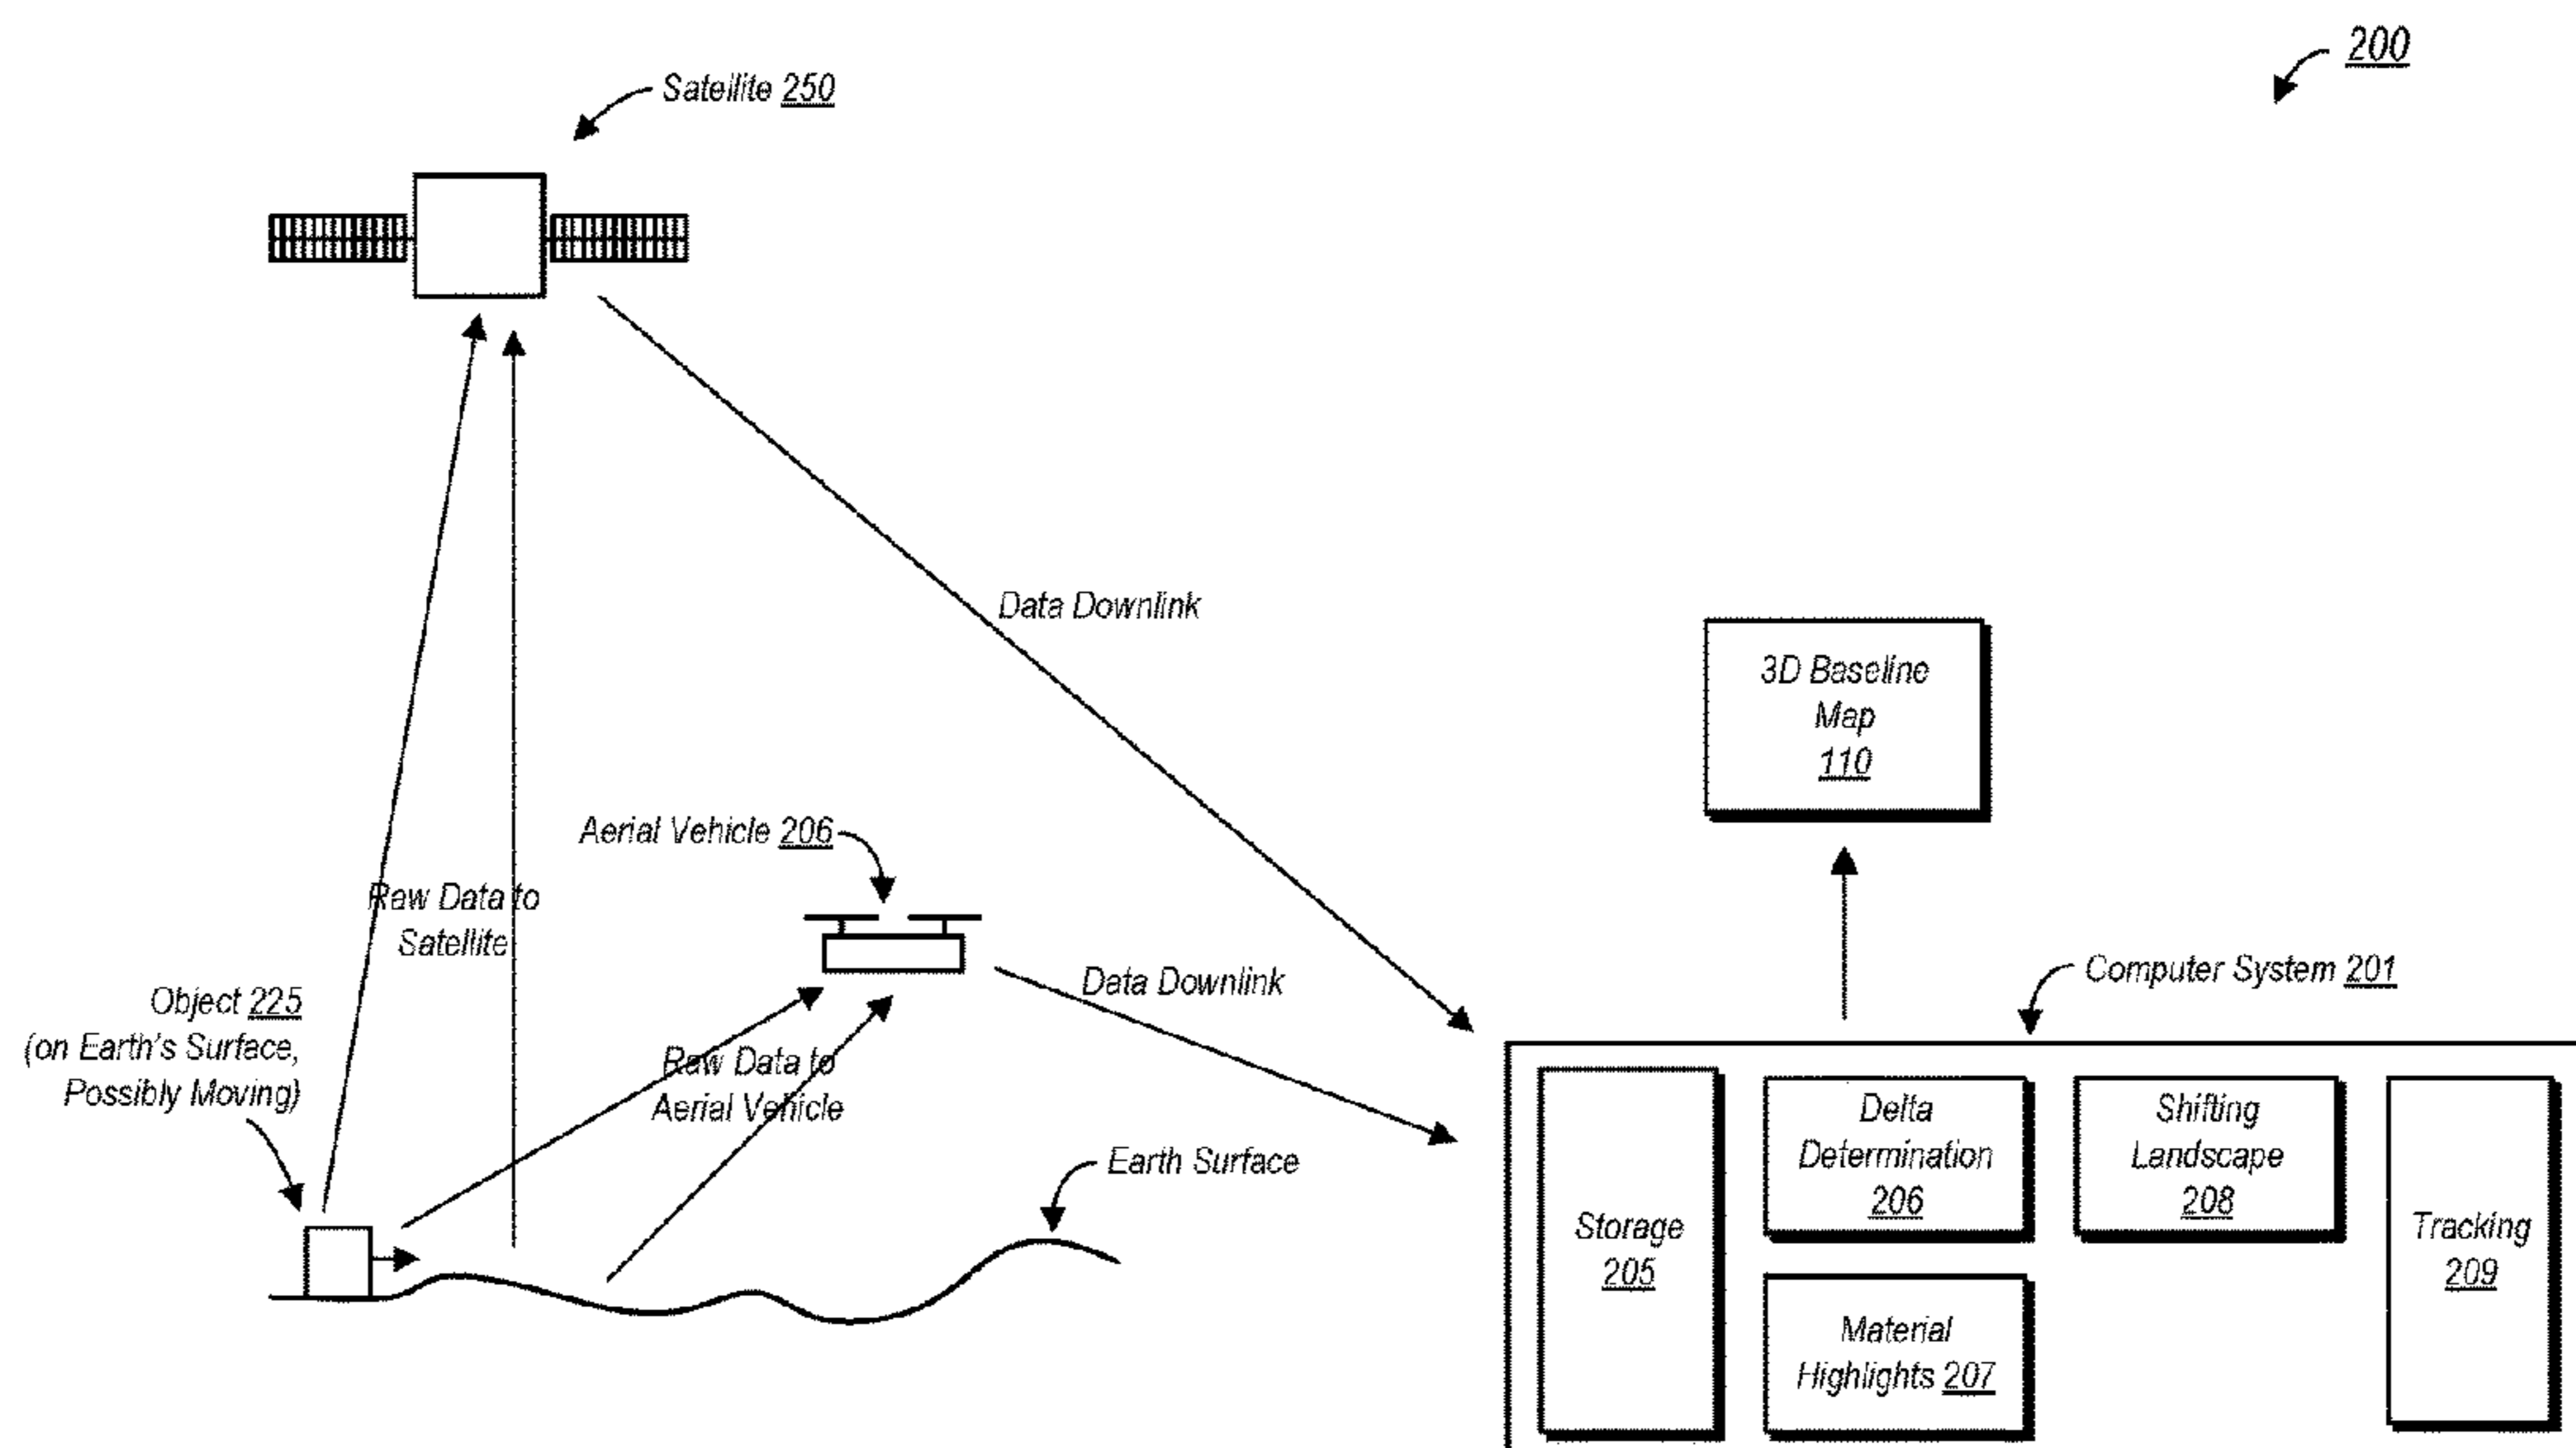 200
Satellite 250
Data Downlink
3D Baseline
Map
110
Aerial Vehicle 206
Raw Data to
Satellite
Data Downlink
Computer System 201
Object 225
(on Earth's Surface,
Possibly Moving)
Raw Data to
Aerial Vehicle
Earth Surface
Storage
205
Delta
Determination
206
Shifting
Landscape
208
Tracking
209
Material
Highlights 207